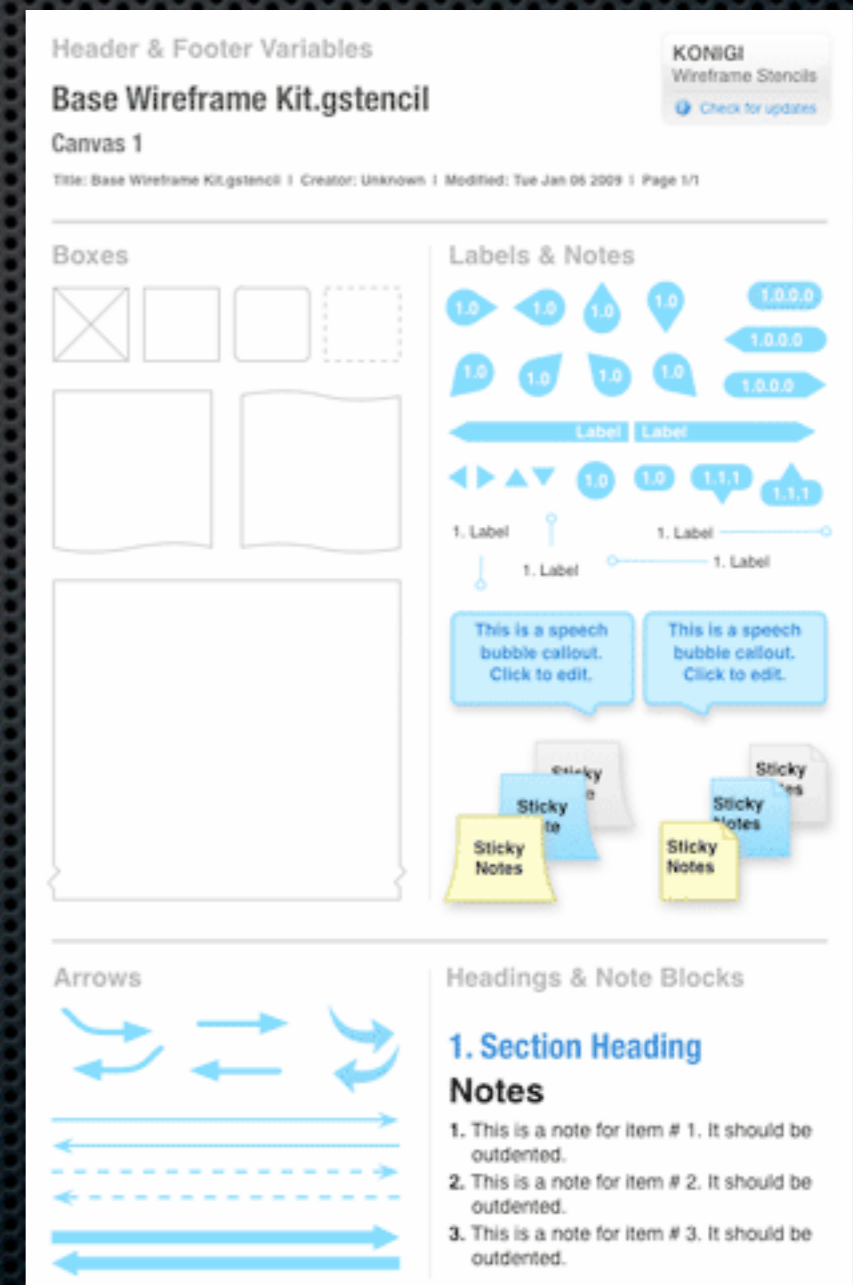 Header & Footer Variables
Base Wireframe Kit.gstencil
Canvas 1
Title: Base Wireframe Kit.gstencil | Creator: Unknown | Modified: Tue Jan 06 2009 | Page 1/1
KONIGI
Wireframe Stencils
Check for updates
Boxes
Labels & Notes
1.0 1.0 1.0 1.0 1.0.0.0
1.0.0.0
1.0 1.0 1.0 1.0 1.0.0.0
Label Label
1.0 1.0 1.1.1 1.1.1
1. Label 1. Label
1. Label 1. Label
This is a speech
bubble callout.
Click to edit.
This is a speech
bubble callout.
Click to edit.
Sticky
Sticky
Sticky
Notes
Sticky
Sticky
Notes
Sticky
Notes
Arrows
Headings & Note Blocks
1. Section Heading
Notes
1. This is a note for item # 1. It should be
outdented.
2. This is a note for item # 2. It should be
outdented.
3. This is a note for item # 3. It should be
outdented.